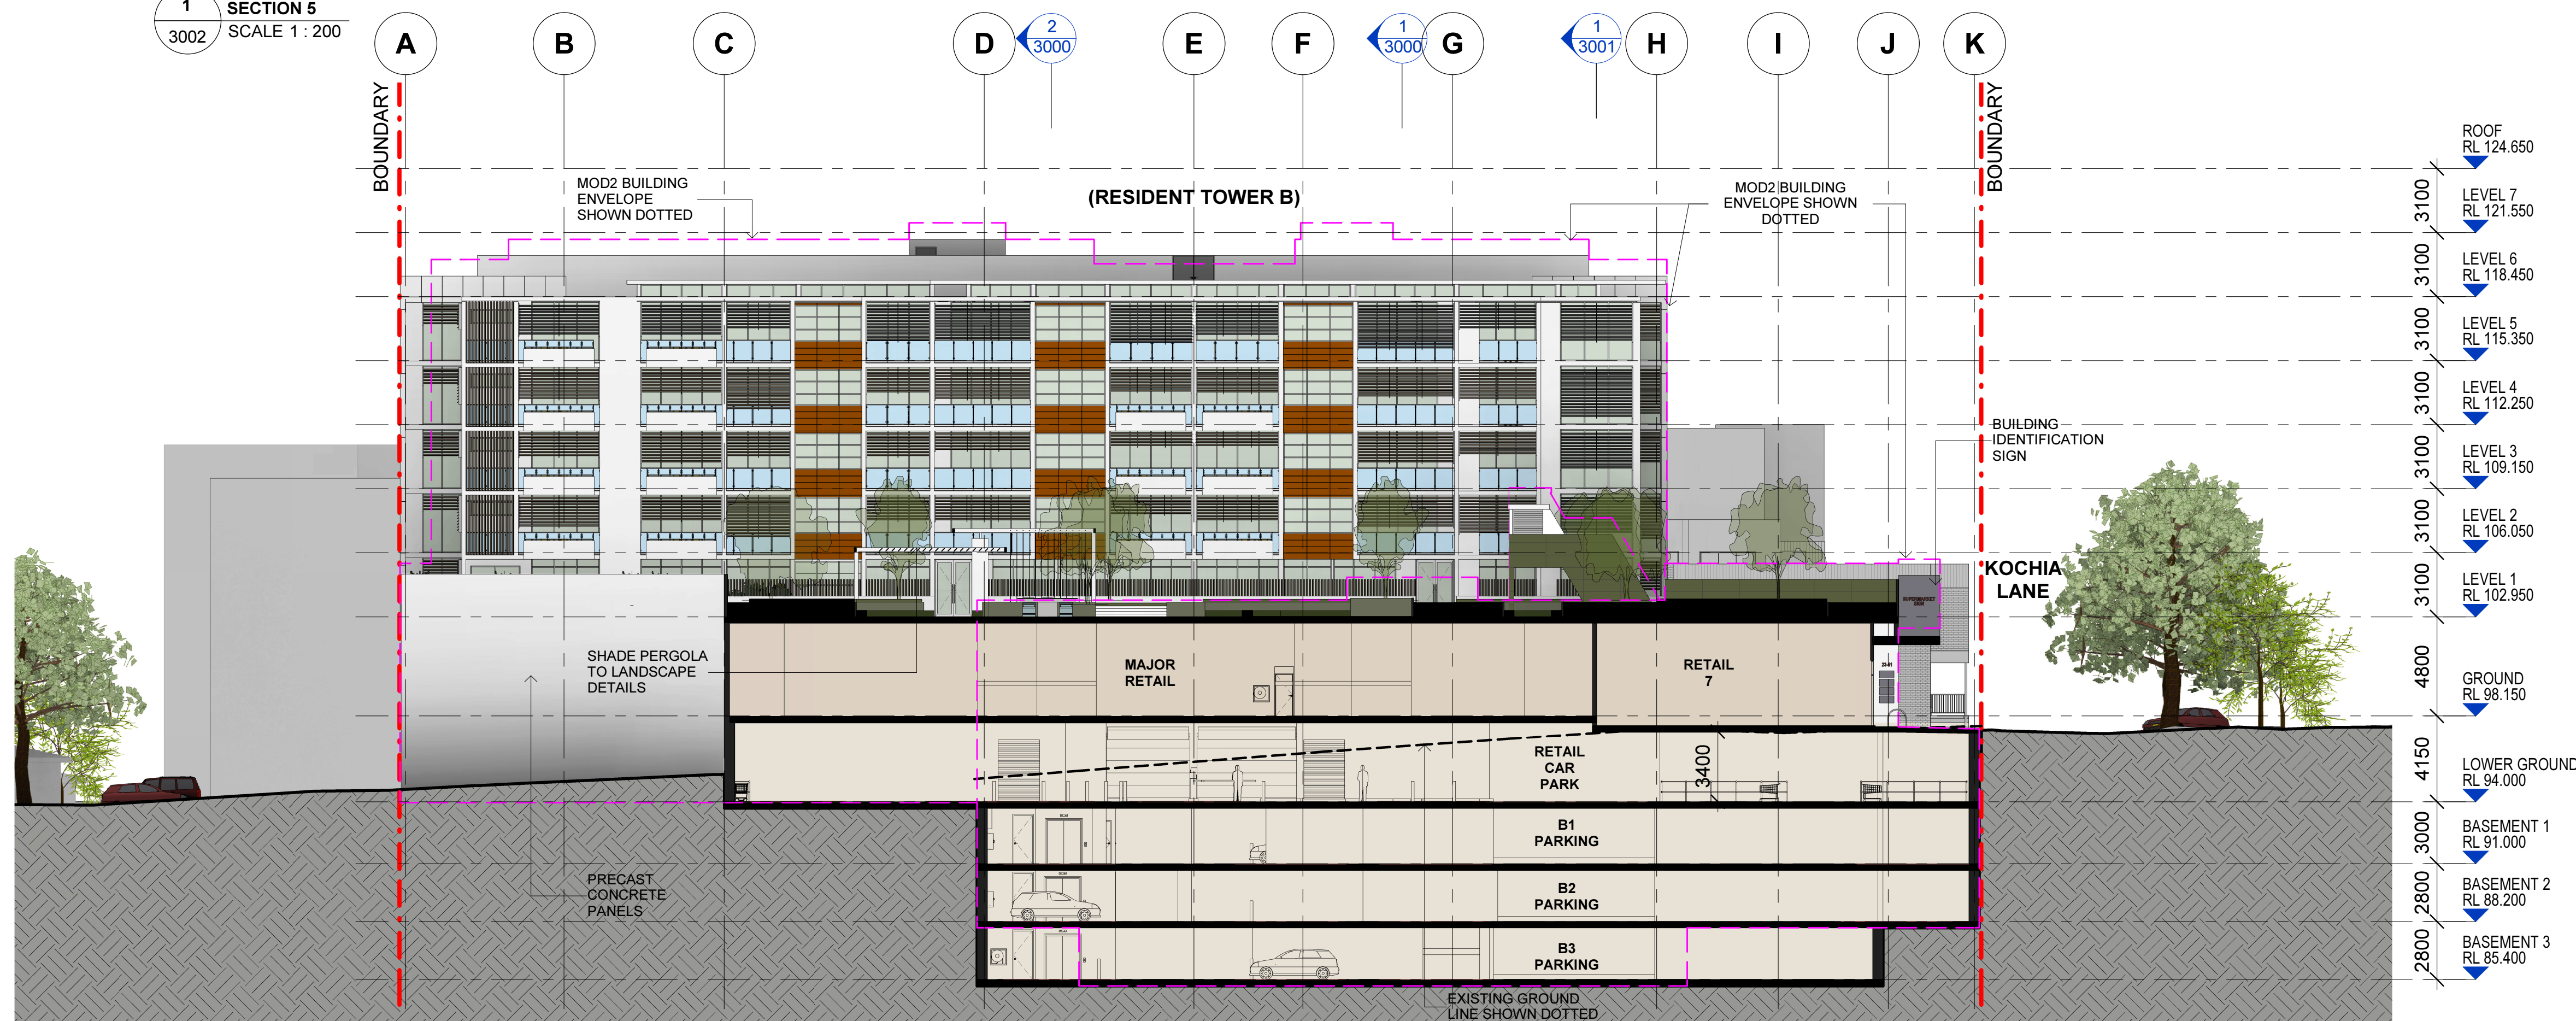 1
3002
SECTION 5
SCALE 1 : 200
A
B
C
D
2
3000
E
F
1
3000
G
1
3001
H
I
J
K
BOUNDARY
BOUNDARY
MOD2 BUILDING
ENVELOPE
SHOWN DOTTED
(RESIDENT TOWER B)
MOD2 BUILDING
ENVELOPE SHOWN
DOTTED
ROOF
RL 124.650
3100
LEVEL 7
RL 121.550
3100
LEVEL 6
RL 118.450
3100
LEVEL 5
RL 115.350
3100
LEVEL 4
RL 112.250
3100
LEVEL 3
RL 109.150
3100
LEVEL 2
RL 106.050
3100
LEVEL 1
RL 102.950
4800
GROUND
RL 98.150
4150
LOWER GROUND
RL 94.000
3000
BASEMENT 1
RL 91.000
2800
BASEMENT 2
RL 88.200
2800
BASEMENT 3
RL 85.400
BUILDING
IDENTIFICATION
SIGN
KOCHIA
LANE
SUPERMARKET
SIGN
SHADE PERGOLA
TO LANDSCAPE
DETAILS
MAJOR
RETAIL
RETAIL
7
RETAIL
CAR
PARK
3400
B1
PARKING
B2
PARKING
B3
PARKING
PRECAST
CONCRETE
PANELS
EXISTING GROUND
LINE SHOWN DOTTED